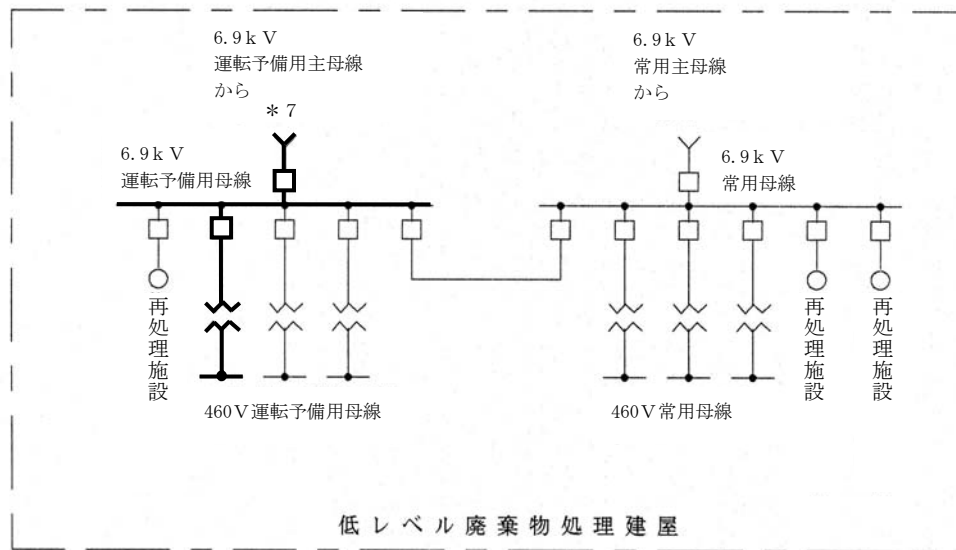 6.9kV
運転予備用主母線
から
＊7
6.9kV
常用主母線
から
6.9kV
運転予備用母線
6.9kV
常用母線
再処理施設
再処理施設
再処理施設
460V運転予備用母線
460V常用母線
低レベル廃棄物処理建屋